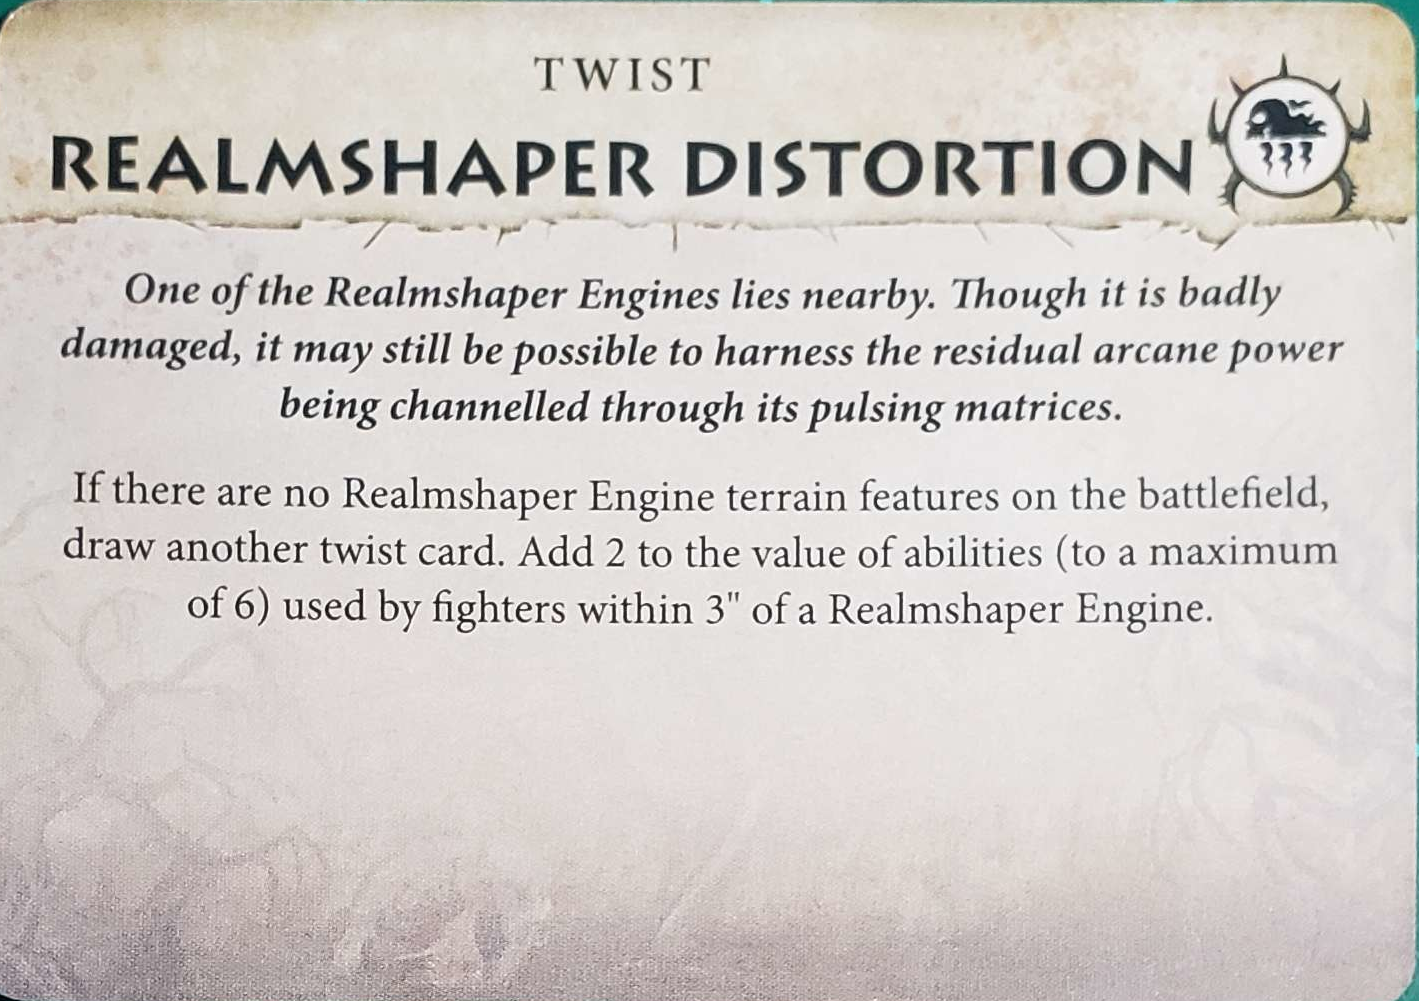 TWIST
REALMSHAPER DISTORTION
One of the Realmshaper Engines lies nearby. Though it is badly
damaged, it may still be possible to harness the residual arcane power
being channelled through its pulsing matrices.
If there are no Realmshaper Engine terrain features on the battlefield,
draw another twist card. Add 2 to the value of abilities (to a maximum
of 6) used by fighters within 3" of a Realmshaper Engine.